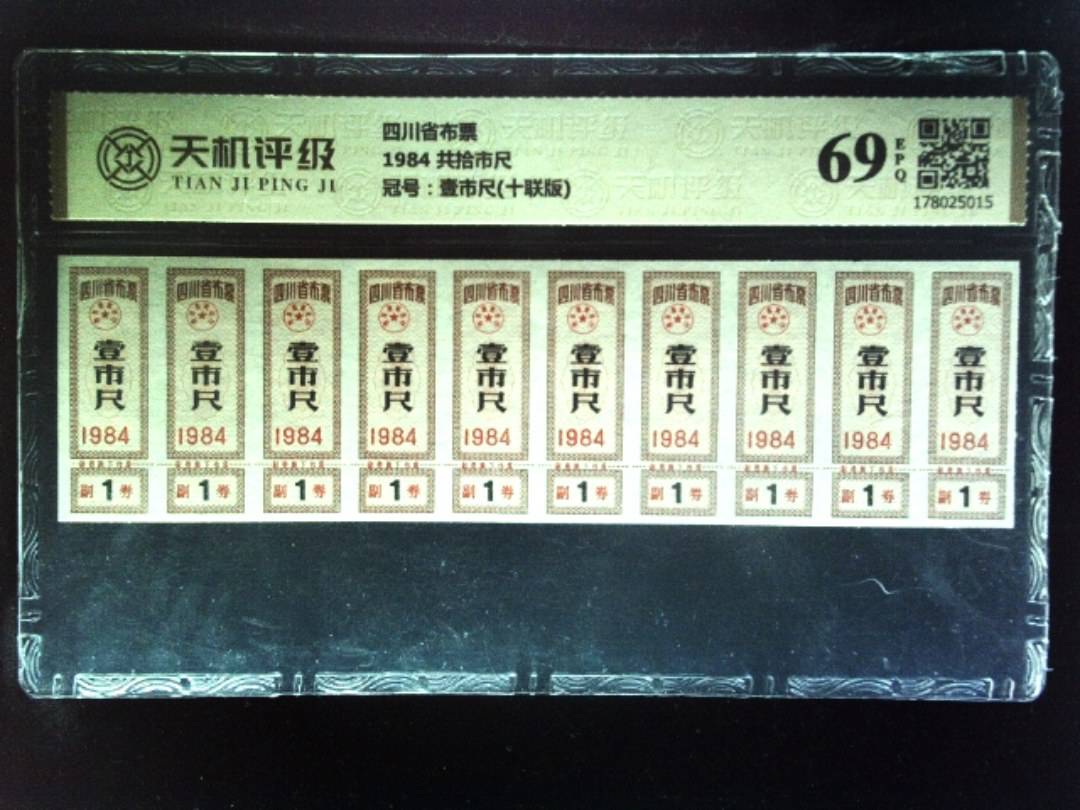 天机评级
TIAN JI PING JI
四川省布票
1984 共拾市尺
冠号：壹市尺(十联版)
69
EPQ
178025015
四川省布票 四川省布票 四川省布票 四川省布票 四川省布票 四川省布票 四川省布票 四川省布票 四川省布票 四川省布票
壹市尺 壹市尺 壹市尺 壹市尺 壹市尺 壹市尺 壹市尺 壹市尺 壹市尺 壹市尺
1984 1984 1984 1984 1984 1984 1984 1984 1984 1984
副1券 副1券 副1券 副1券 副1券 副1券 副1券 副1券 副1券 副1券